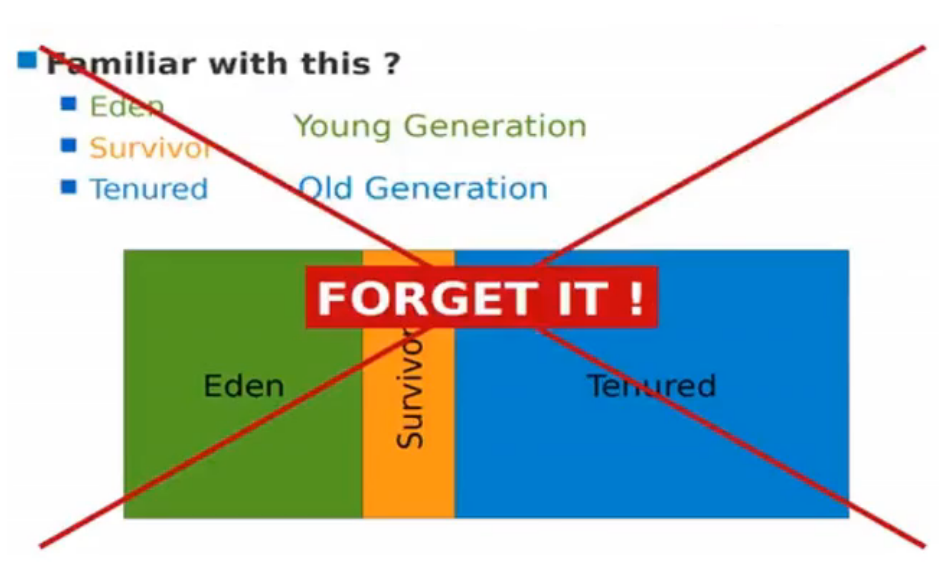 Familiar with this ?
Eden
Young Generation
Survivor
Tenured
Old Generation
FORGET IT !
Eden
Survivor
Tenured